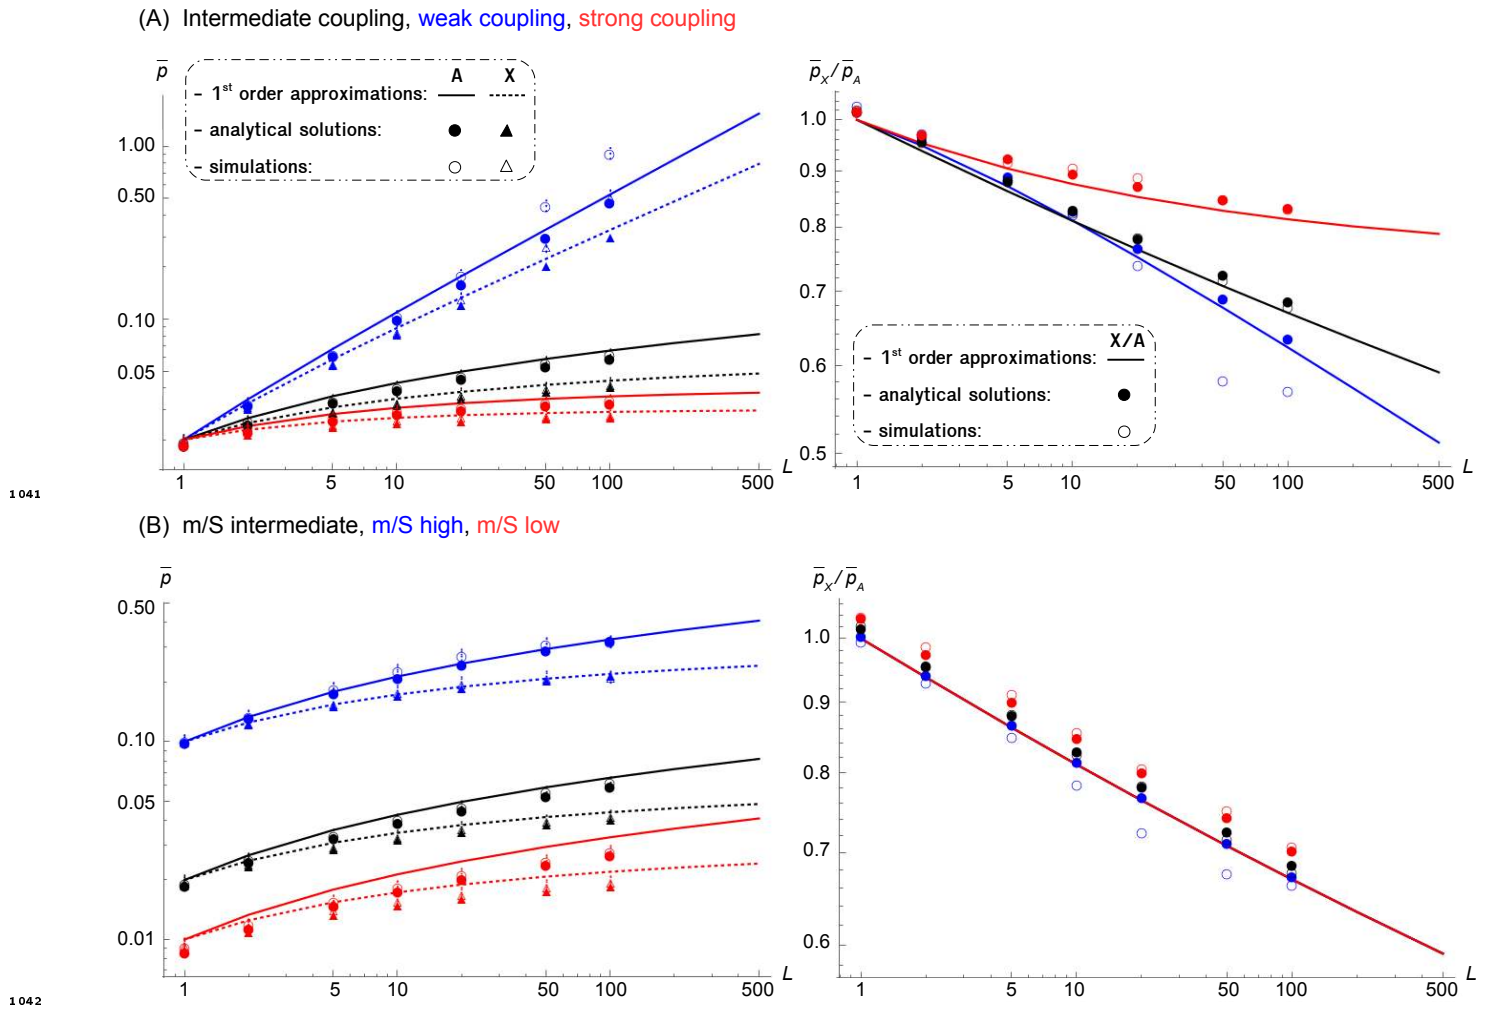 (A) Intermediate coupling, weak coupling, strong coupling
p̅
A X
– 1st order approximations:
– analytical solutions:
– simulations:
1.00
0.50
0.10
0.05
1 5 10 50 100 500
L
p̅X/p̅A
1.0
0.9
0.8
0.7
0.6
0.5
X/A
– 1st order approximations:
– analytical solutions:
– simulations:
1 5 10 50 100 500
L
1041
(B) m/S intermediate, m/S high, m/S low
p̅
0.50
0.10
0.05
0.01
1 5 10 50 100 500
L
p̅X/p̅A
1.0
0.9
0.8
0.7
0.6
1 5 10 50 100 500
L
1042